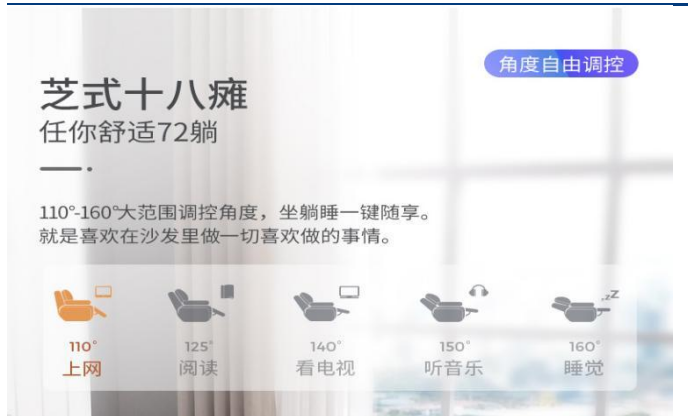 角度自由调控
芝式十八瘫
任你舒适72躺
110°-160°大范围调控角度，坐躺睡一键随享。
就是喜欢在沙发里做一切喜欢做的事情。
zZ
110° 125° 140° 150° 160°
上网 阅读 看电视 听音乐 睡觉